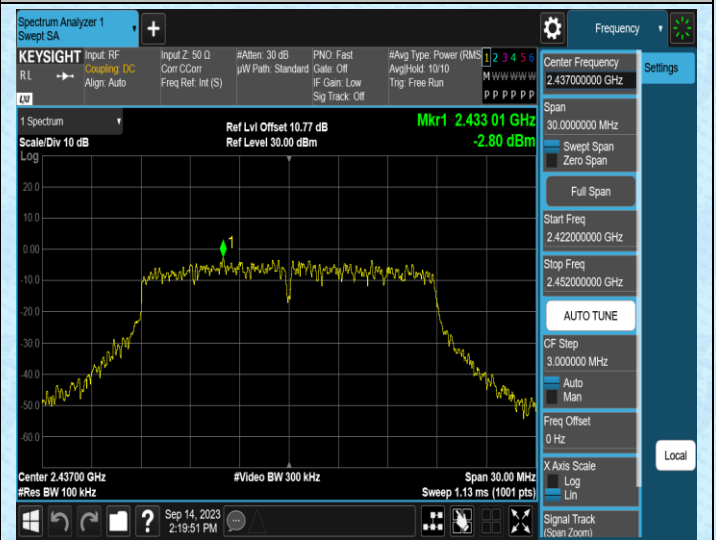 Spectrum Analyzer 1
Swept SA
+
Frequency
KEYSIGHT
RL
LXI
Input: RF
Coupling: DC
Align: Auto
Input Z: 50 Ω
Corr CCorr
Freq Ref: Int (S)
#Atten: 30 dB
µW Path: Standard
PNO: Fast
Gate: Off
IF Gain: Low
Sig Track: Off
#Avg Type: Power (RMS
Avg|Hold: 10/10
Trig: Free Run
1 2 3 4 5 6
M W W W W W
P P P P P P
1 Spectrum
Scale/Div 10 dB
Log
Ref Lvl Offset 10.77 dB
Ref Level 30.00 dBm
Mkr1 2.433 01 GHz
-2.80 dBm
20.0
10.0
0.00
-10.0
-20.0
-30.0
-40.0
-50.0
-60.0
1
Center 2.43700 GHz
#Res BW 100 kHz
#Video BW 300 kHz
Span 30.00 MHz
Sweep 1.13 ms (1001 pts)
?
Sep 14, 2023
2:19:51 PM
Center Frequency
2.437000000 GHz
Settings
Span
30.0000000 MHz
Swept Span
Zero Span
Full Span
Start Freq
2.422000000 GHz
Stop Freq
2.452000000 GHz
AUTO TUNE
CF Step
3.000000 MHz
Auto
Man
Freq Offset
0 Hz
X Axis Scale
Log
Lin
Signal Track
(Span Zoom)
Local